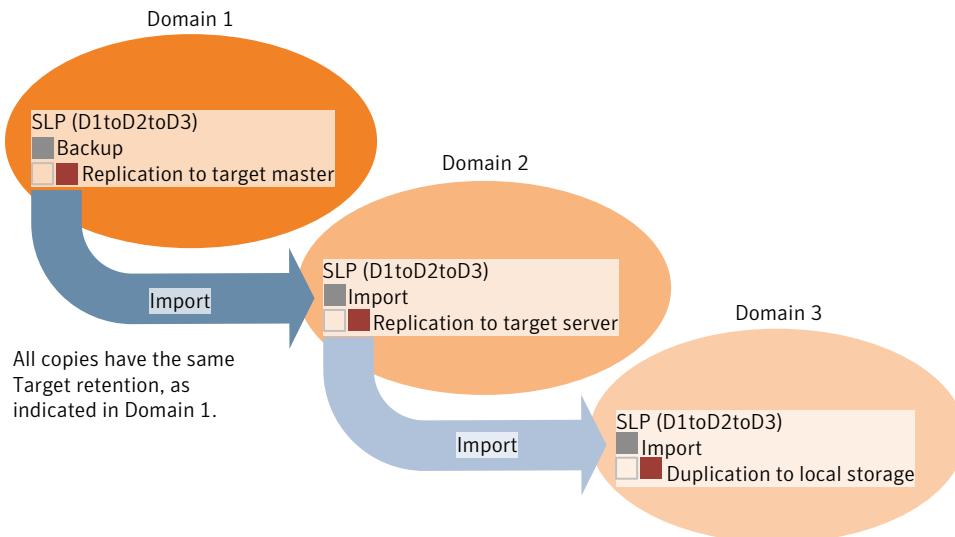 Domain 1
SLP (D1toD2toD3)
Backup
Replication to target master
Import
Domain 2
SLP (D1toD2toD3)
Import
Replication to target server
All copies have the same
Target retention, as
indicated in Domain 1.
Import
Domain 3
SLP (D1toD2toD3)
Import
Duplication to local storage